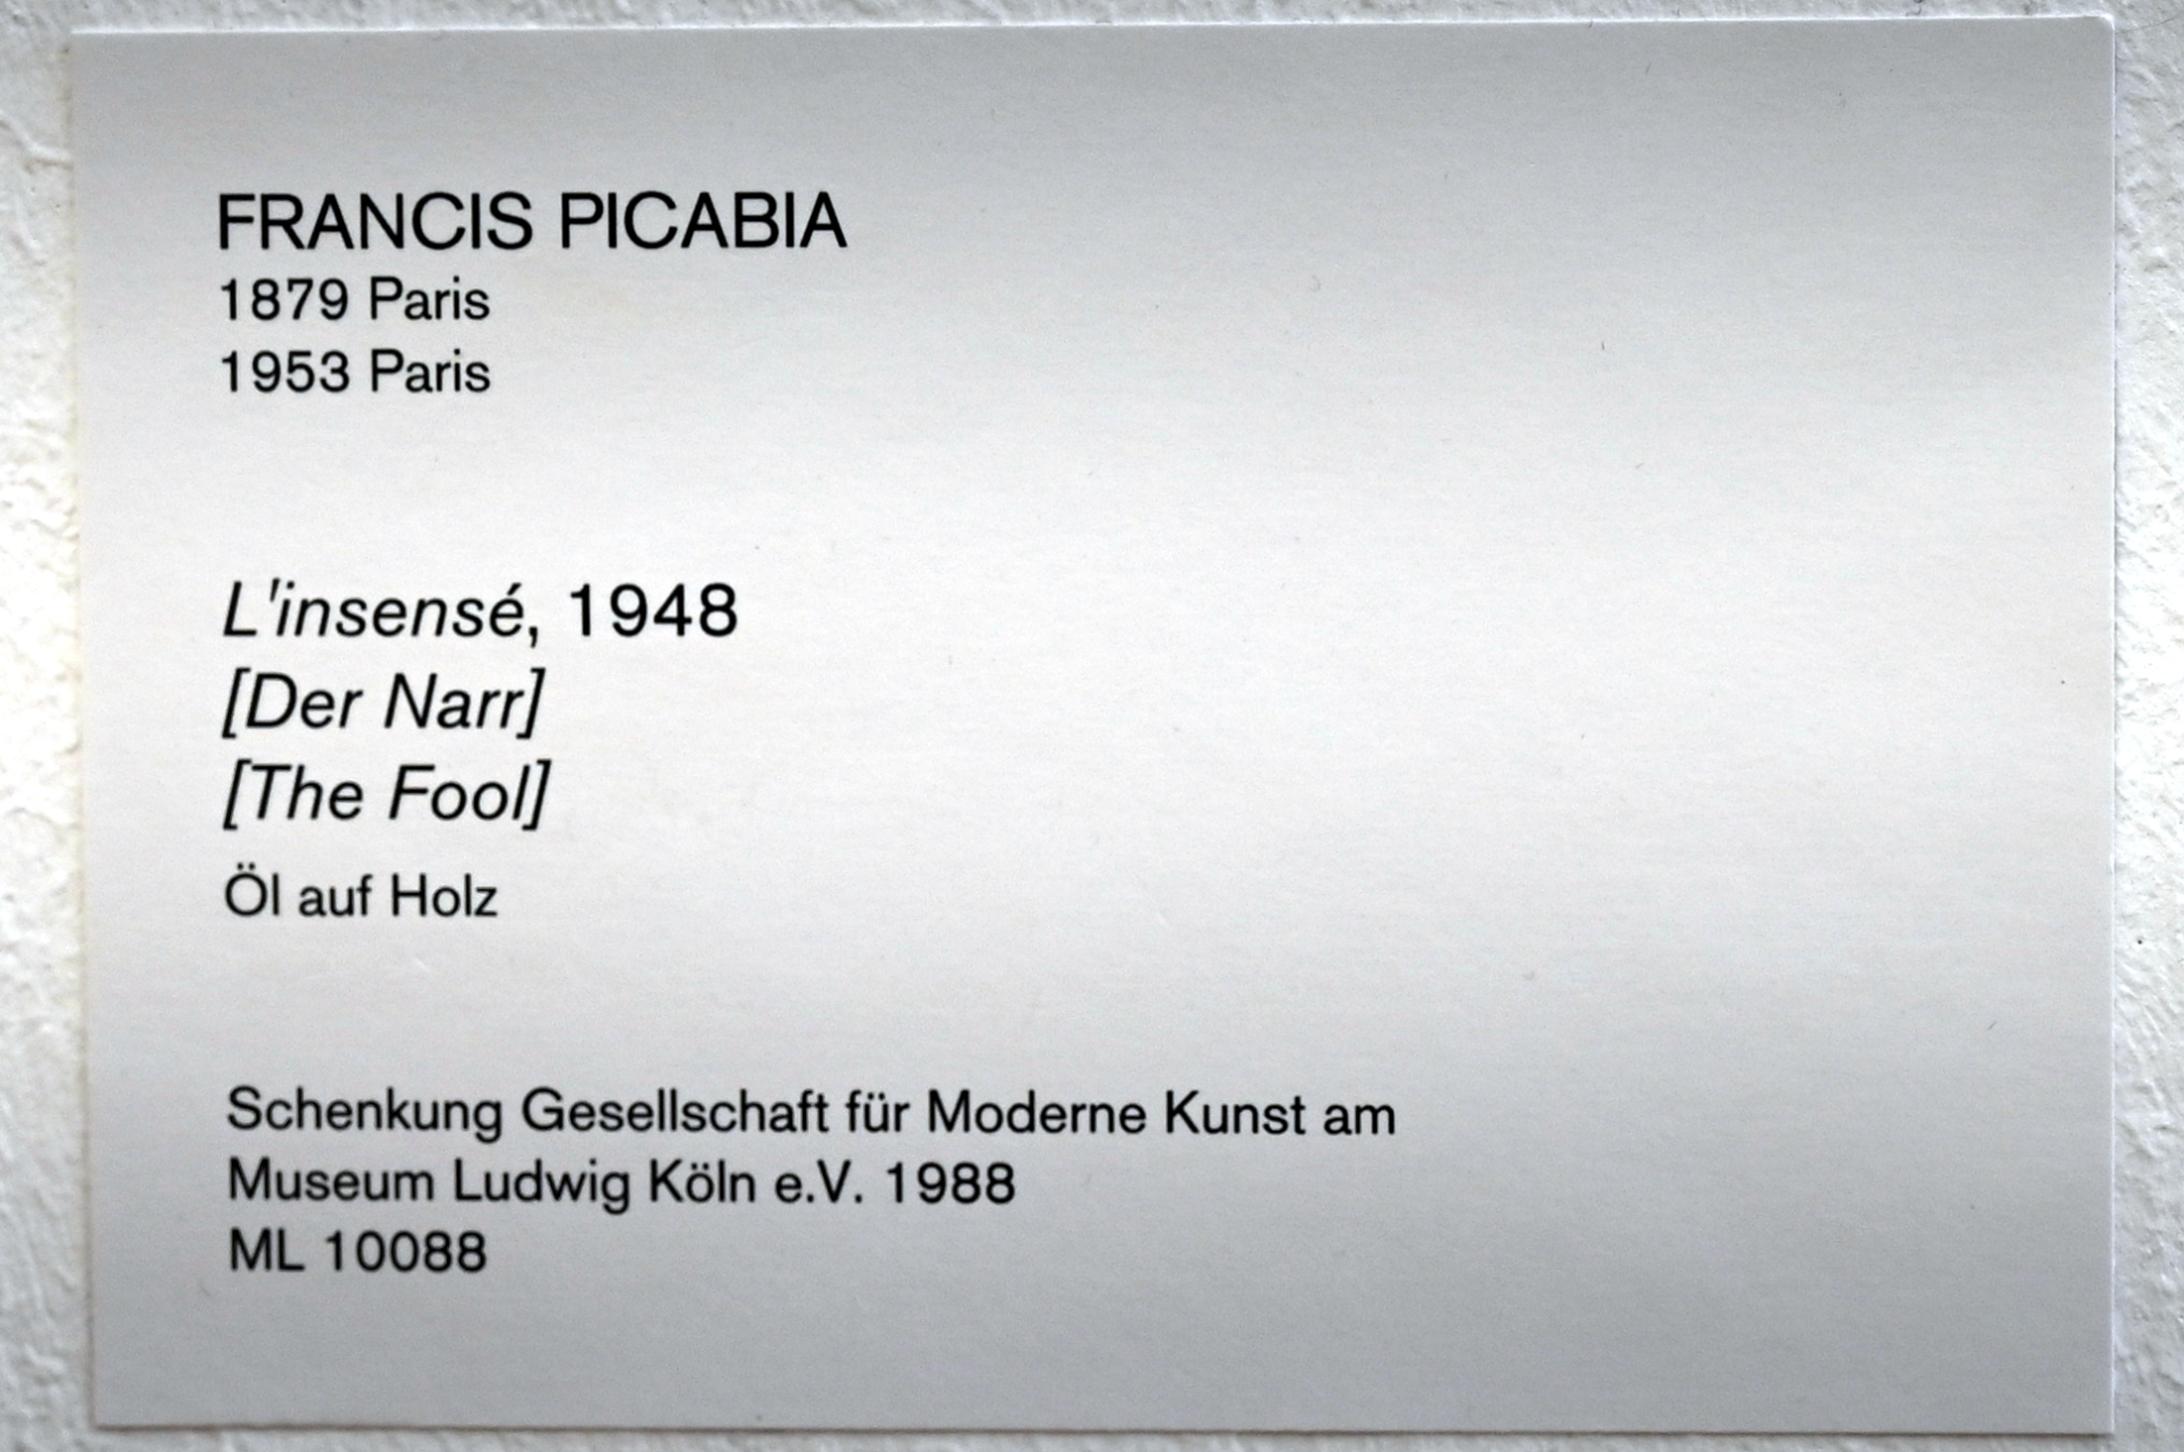 FRANCIS PICABIA
1879 Paris
1953 Paris
L'insensé, 1948
[Der Narr]
[The Fool]
Öl auf Holz
Schenkung Gesellschaft für Moderne Kunst am
Museum Ludwig Köln e.V. 1988
ML 10088